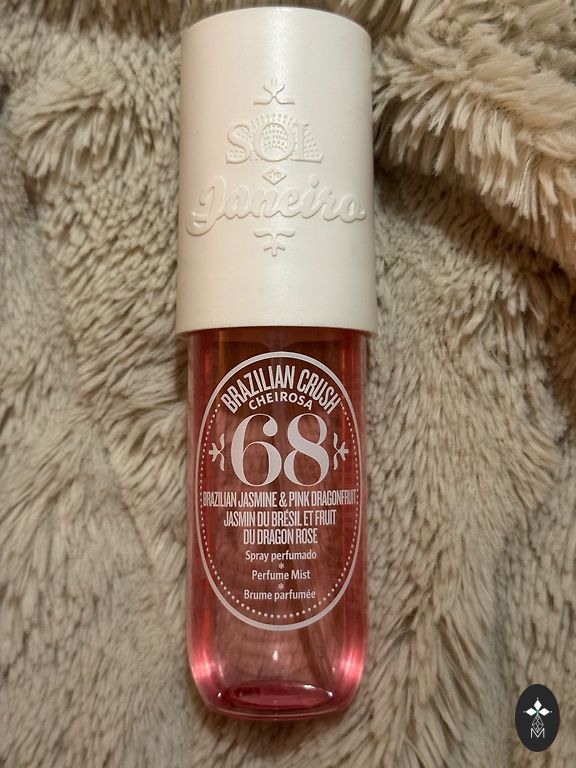 SOL
de
Janeiro
BRAZILIAN CRUSH
CHEIROSA
68
BRAZILIAN JASMINE & PINK DRAGONFRUIT
JASMIN DU BRÉSIL ET FRUIT
DU DRAGON ROSE
Spray perfumado
*
Perfume Mist
*
Brume parfumée
M